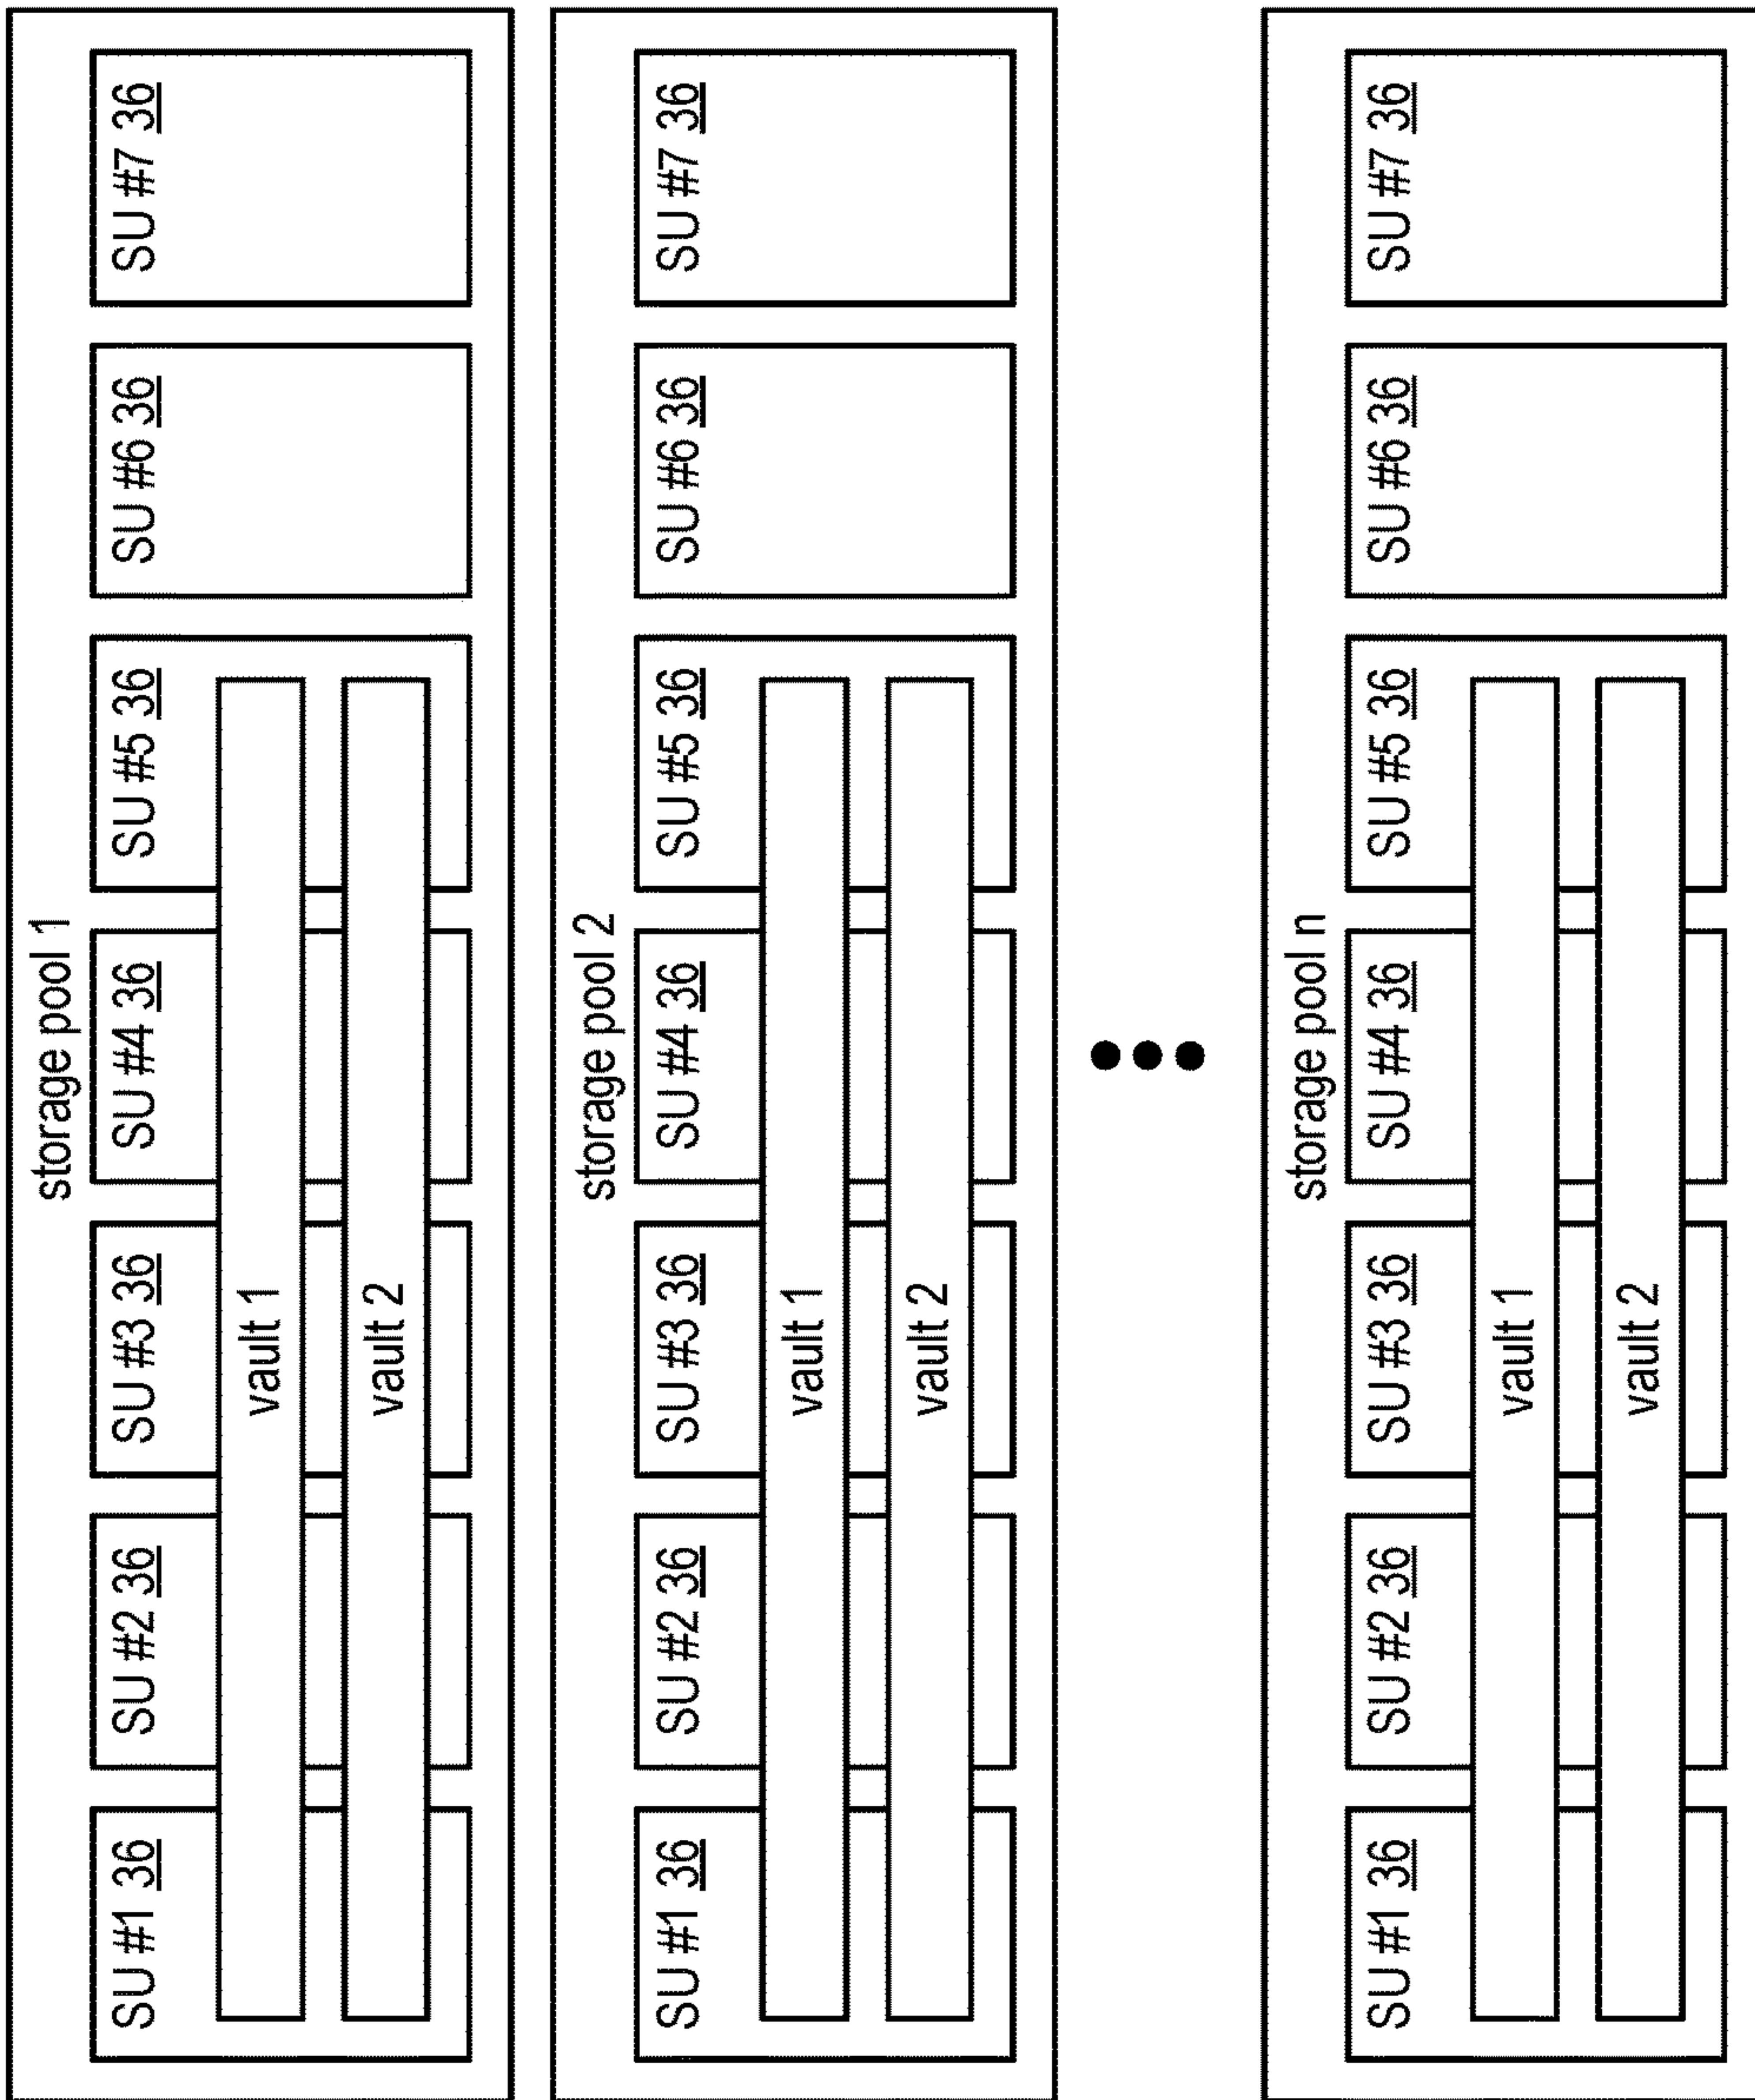 storage pool 1
SU #1 36
SU #2 36
SU #3 36
SU #4 36
SU #5 36
SU #6 36
SU #7 36
vault 1
vault 2
storage pool 2
SU #1 36
SU #2 36
SU #3 36
SU #4 36
SU #5 36
SU #6 36
SU #7 36
vault 1
vault 2
storage pool n
SU #1 36
SU #2 36
SU #3 36
SU #4 36
SU #5 36
SU #6 36
SU #7 36
vault 1
vault 2